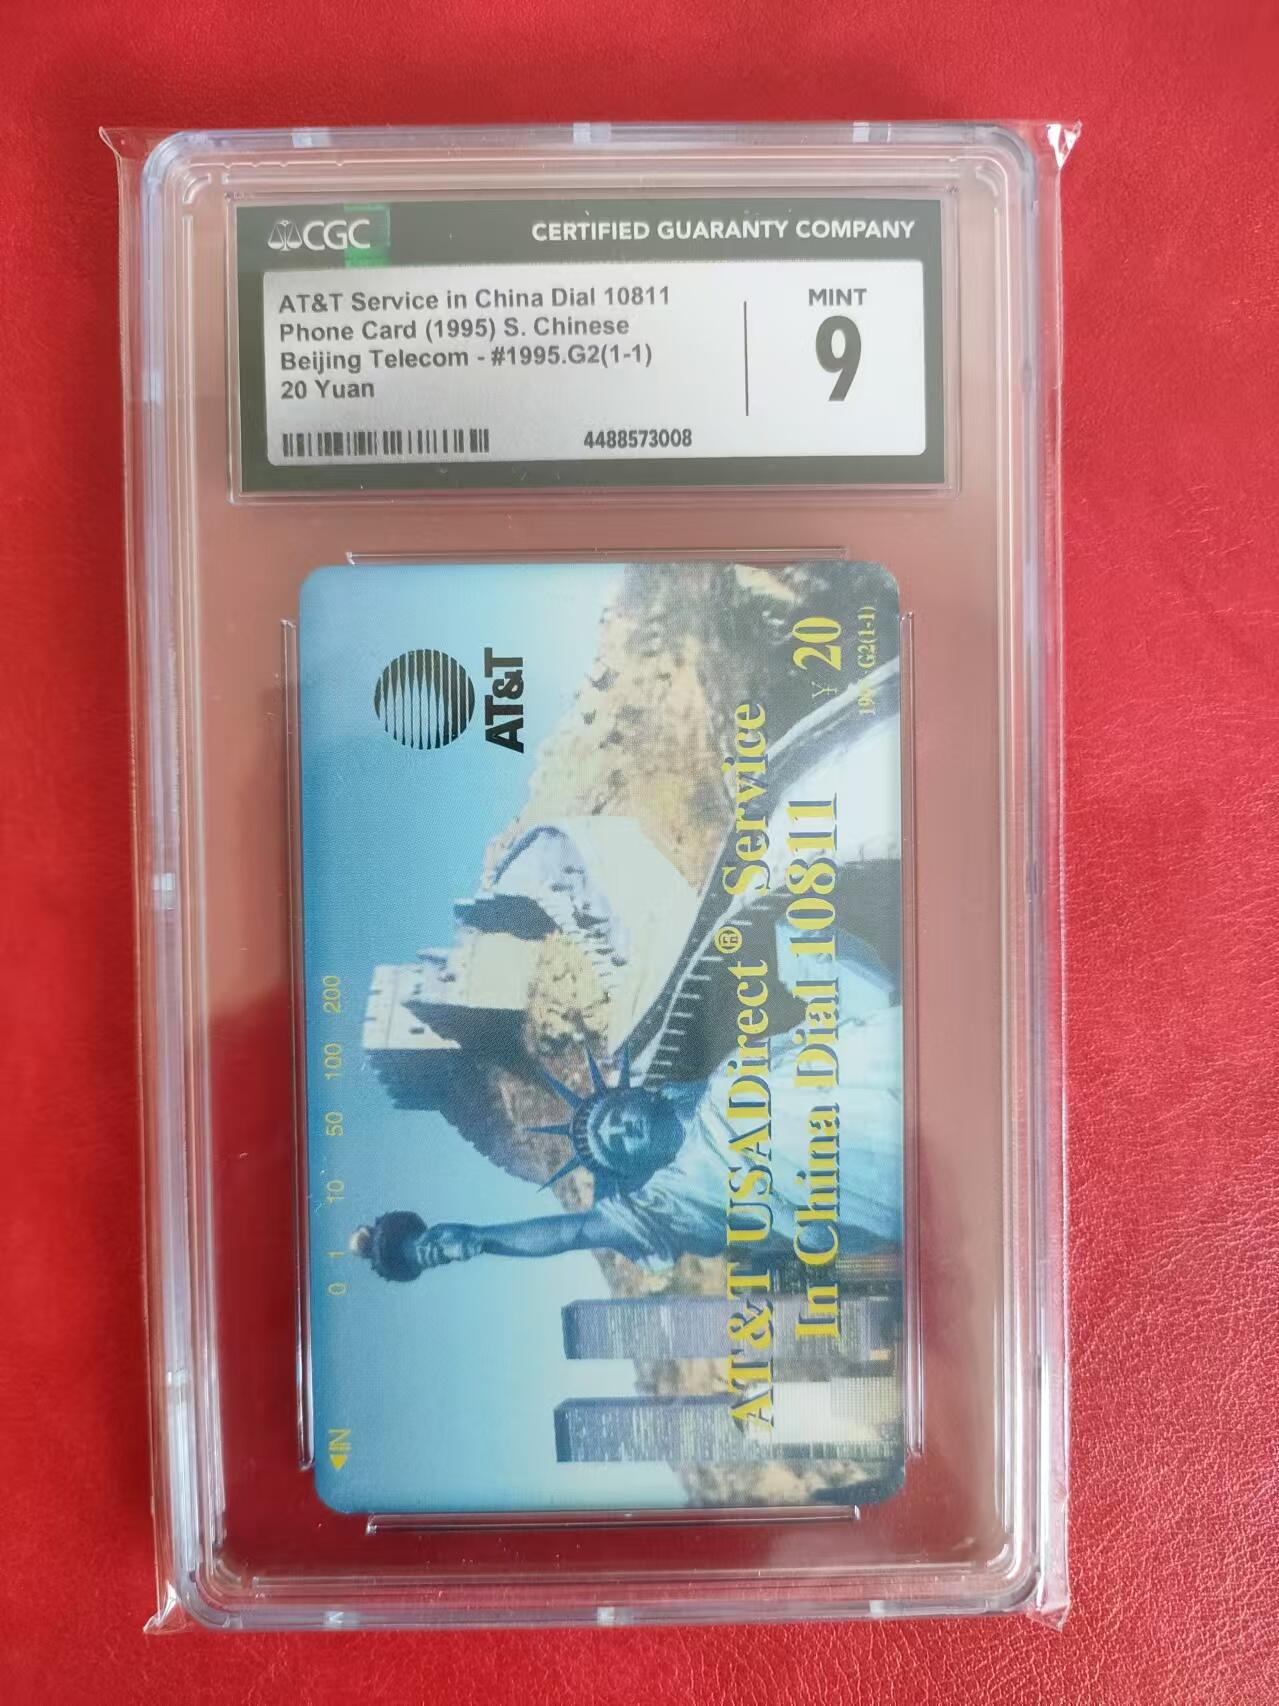 CGC
CERTIFIED GUARANTY COMPANY
AT&T Service in China Dial 10811
Phone Card (1995) S. Chinese
Beijing Telecom - #1995.G2(1-1)
20 Yuan
MINT
9
4488573008
◄IN 0 1 10 50 100 200
AT&T
AT&T USADirect® Service
In China Dial 10811
¥ 20
G2(1-1)